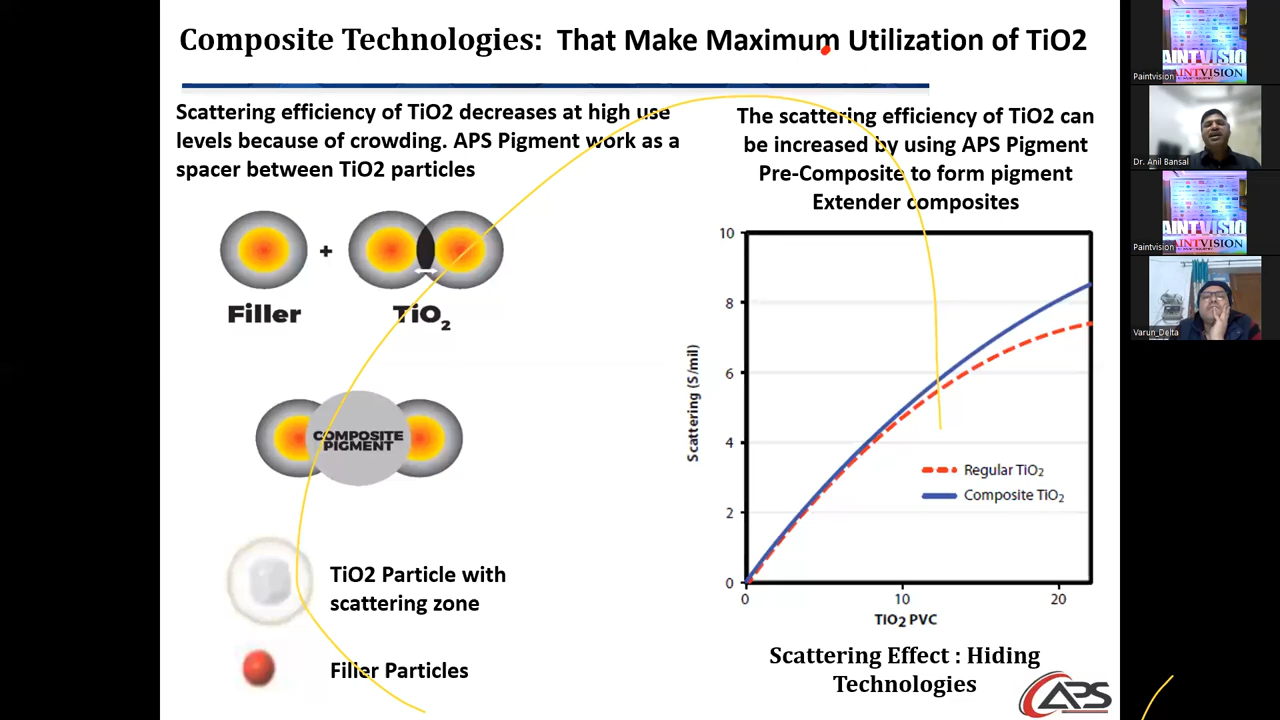 Composite Technologies: That Make Maximum Utilization of TiO2
Scattering efficiency of TiO2 decreases at high use
levels because of crowding. APS Pigment work as a
spacer between TiO2 particles
+
Filler
TiO2
COMPOSITE
PIGMENT
TiO2 Particle with
scattering zone
Filler Particles
The scattering efficiency of TiO2 can
be increased by using APS Pigment
Pre-Composite to form pigment
Extender composites
10
8
6
4
2
0
Scattering (S/mil)
Regular TiO2
Composite TiO2
0
10
20
TIO2 PVC
Scattering Effect : Hiding
Technologies
APS
AINTVISIO
AINTVISION
Paintvision
Dr. Anil Bansal
AINTVISIO
PAINTVISION
Paintvision
Varun_Delta